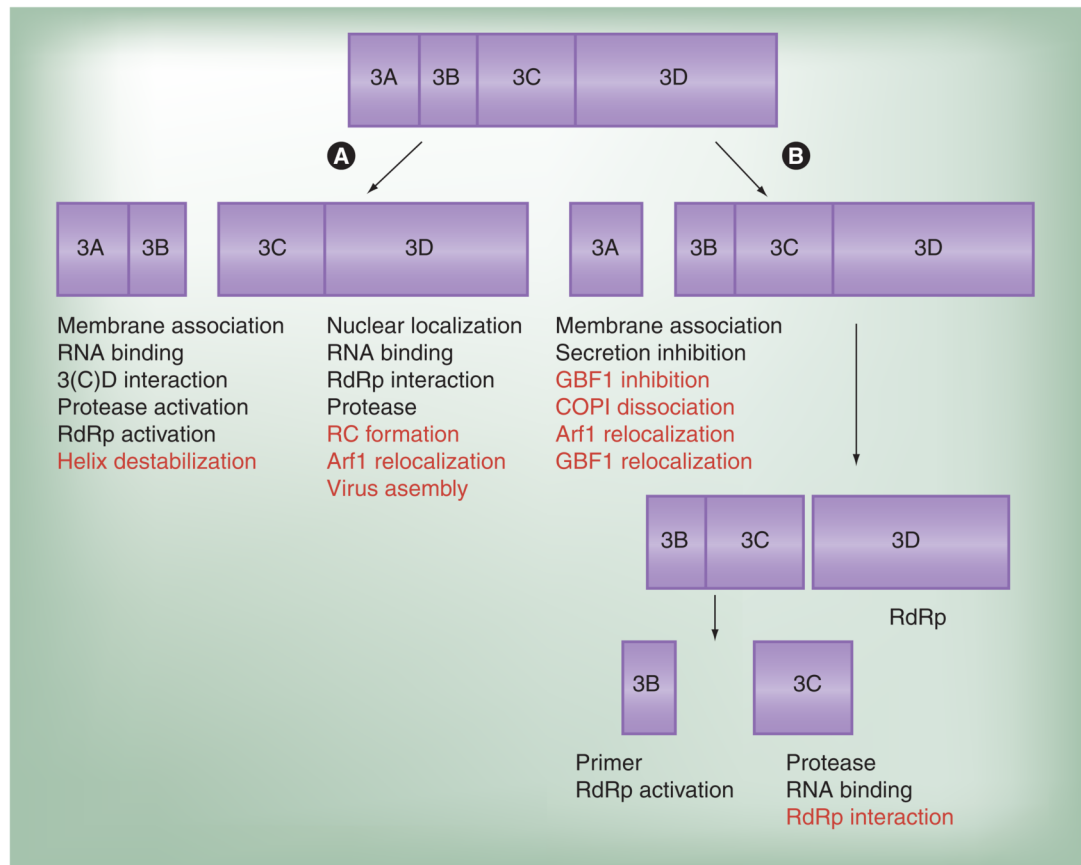 3A 3B 3C 3D
A B
3A 3B 3C 3D 3A 3B 3C 3D
Membrane association
RNA binding
3(C)D interaction
Protease activation
RdRp activation
Helix destabilization
Nuclear localization
RNA binding
RdRp interaction
Protease
RC formation
Arf1 relocalization
Virus asembly
Membrane association
Secretion inhibition
GBF1 inhibition
COPI dissociation
Arf1 relocalization
GBF1 relocalization
3B 3C 3D
RdRp
3B 3C
Primer
RdRp activation
Protease
RNA binding
RdRp interaction